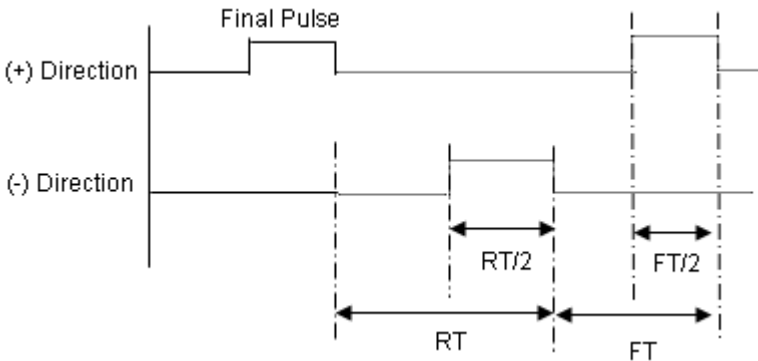 Final Pulse
(+) Direction
(-) Direction
RT/2
FT/2
RT
FT